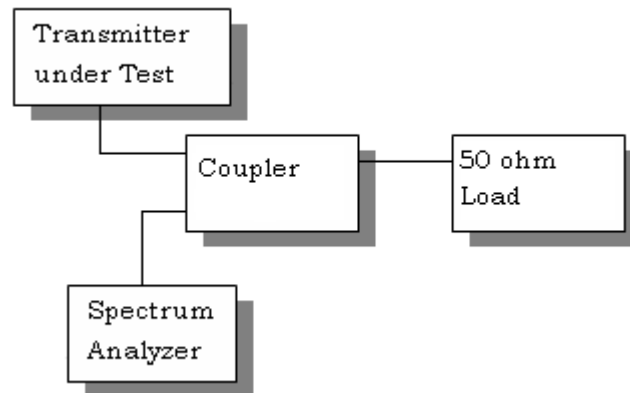 Transmitter
under Test
Coupler
50 ohm
Load
Spectrum
Analyzer